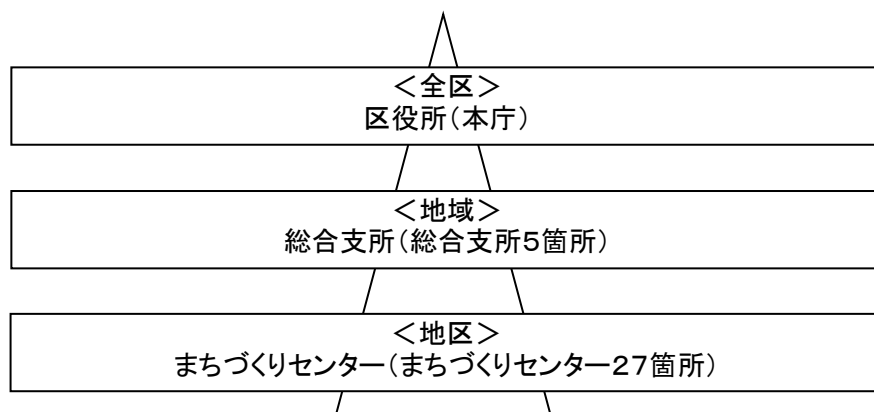 ＜全区＞
区役所（本庁）
＜地域＞
総合支所（総合支所５箇所）
＜地区＞
まちづくりセンター（まちづくりセンター２７箇所）